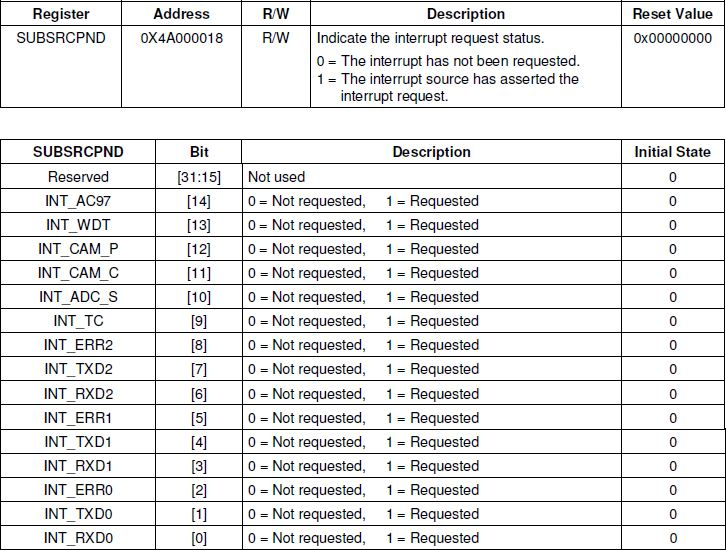 Register Address R/W Description Reset Value
SUBSRCPND 0X4A000018 R/W Indicate the interrupt request status. 0x00000000
0 = The interrupt has not been requested.
1 = The interrupt source has asserted the
interrupt request.
SUBSRCPND Bit Description Initial State
Reserved [31:15] Not used 0
INT_AC97 [14] 0 = Not requested, 1 = Requested 0
INT_WDT [13] 0 = Not requested, 1 = Requested 0
INT_CAM_P [12] 0 = Not requested, 1 = Requested 0
INT_CAM_C [11] 0 = Not requested, 1 = Requested 0
INT_ADC_S [10] 0 = Not requested, 1 = Requested 0
INT_TC [9] 0 = Not requested, 1 = Requested 0
INT_ERR2 [8] 0 = Not requested, 1 = Requested 0
INT_TXD2 [7] 0 = Not requested, 1 = Requested 0
INT_RXD2 [6] 0 = Not requested, 1 = Requested 0
INT_ERR1 [5] 0 = Not requested, 1 = Requested 0
INT_TXD1 [4] 0 = Not requested, 1 = Requested 0
INT_RXD1 [3] 0 = Not requested, 1 = Requested 0
INT_ERR0 [2] 0 = Not requested, 1 = Requested 0
INT_TXD0 [1] 0 = Not requested, 1 = Requested 0
INT_RXD0 [0] 0 = Not requested, 1 = Requested 0